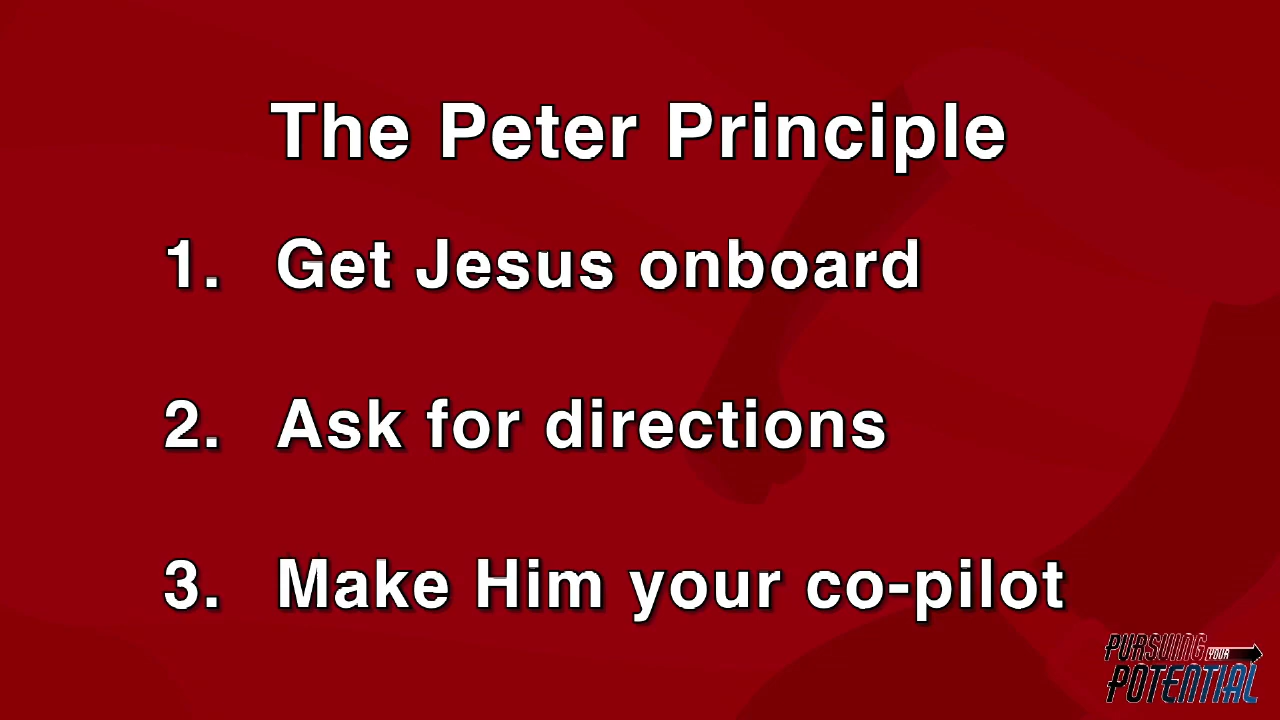 The Peter Principle
1. Get Jesus onboard
2. Ask for directions
3. Make Him your co-pilot
PURSUING YOUR
POTENTIAL